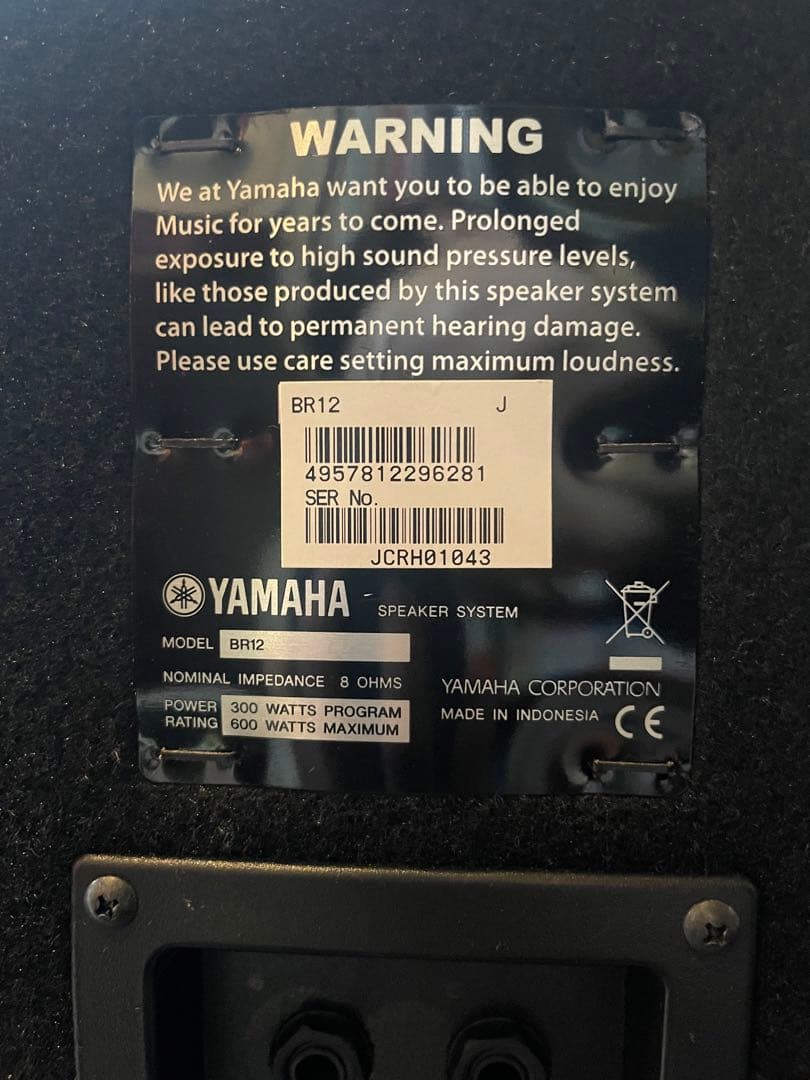 WARNING
We at Yamaha want you to be able to enjoy
Music for years to come. Prolonged
exposure to high sound pressure levels,
like those produced by this speaker system
can lead to permanent hearing damage.
Please use care setting maximum loudness.
BR12 J
4957812296281
SER No.
JCRH01043
YAMAHA SPEAKER SYSTEM
MODEL BR12
NOMINAL IMPEDANCE 8 OHMS
POWER RATING 300 WATTS PROGRAM
600 WATTS MAXIMUM
YAMAHA CORPORATION
MADE IN INDONESIA CE